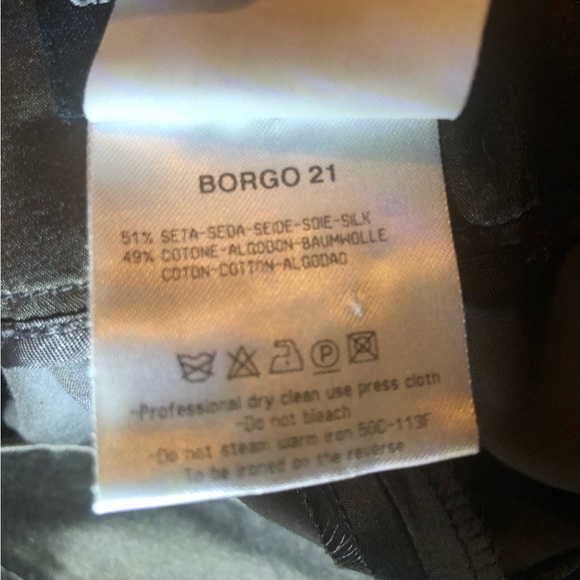 BORGO 21
51% SETA-SEDA-SEIDE-SOIE-SILK
49% COTONE-ALGODON-BAUMWOLLE
COTON-COTTON-ALGODAO
P
-Professional dry clean use press cloth
-Do not bleach
-Do not steam warm iron 50C-113F
To be ironed on the reverse